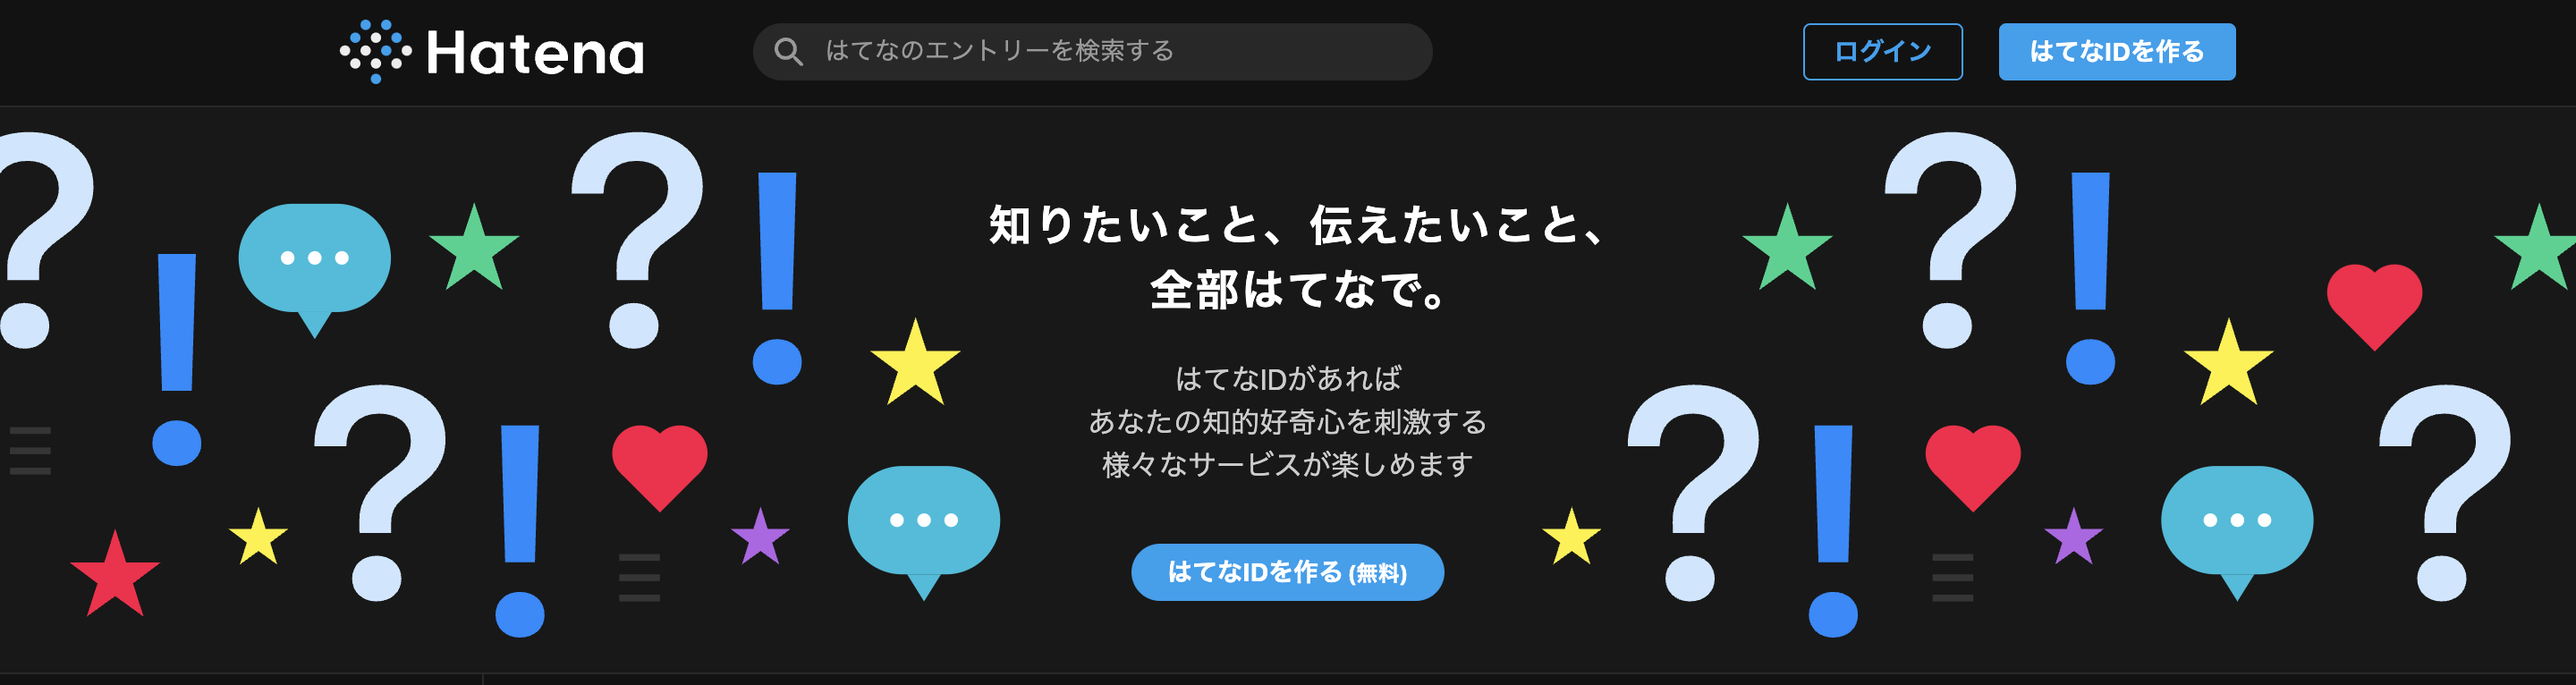 Hatena
はてなのエントリーを検索する
ログイン
はてなIDを作る
知りたいこと、伝えたいこと、
全部はてなで。
はてなIDがあれば
あなたの知的好奇心を刺激する
様々なサービスが楽しめます
はてなIDを作る (無料)